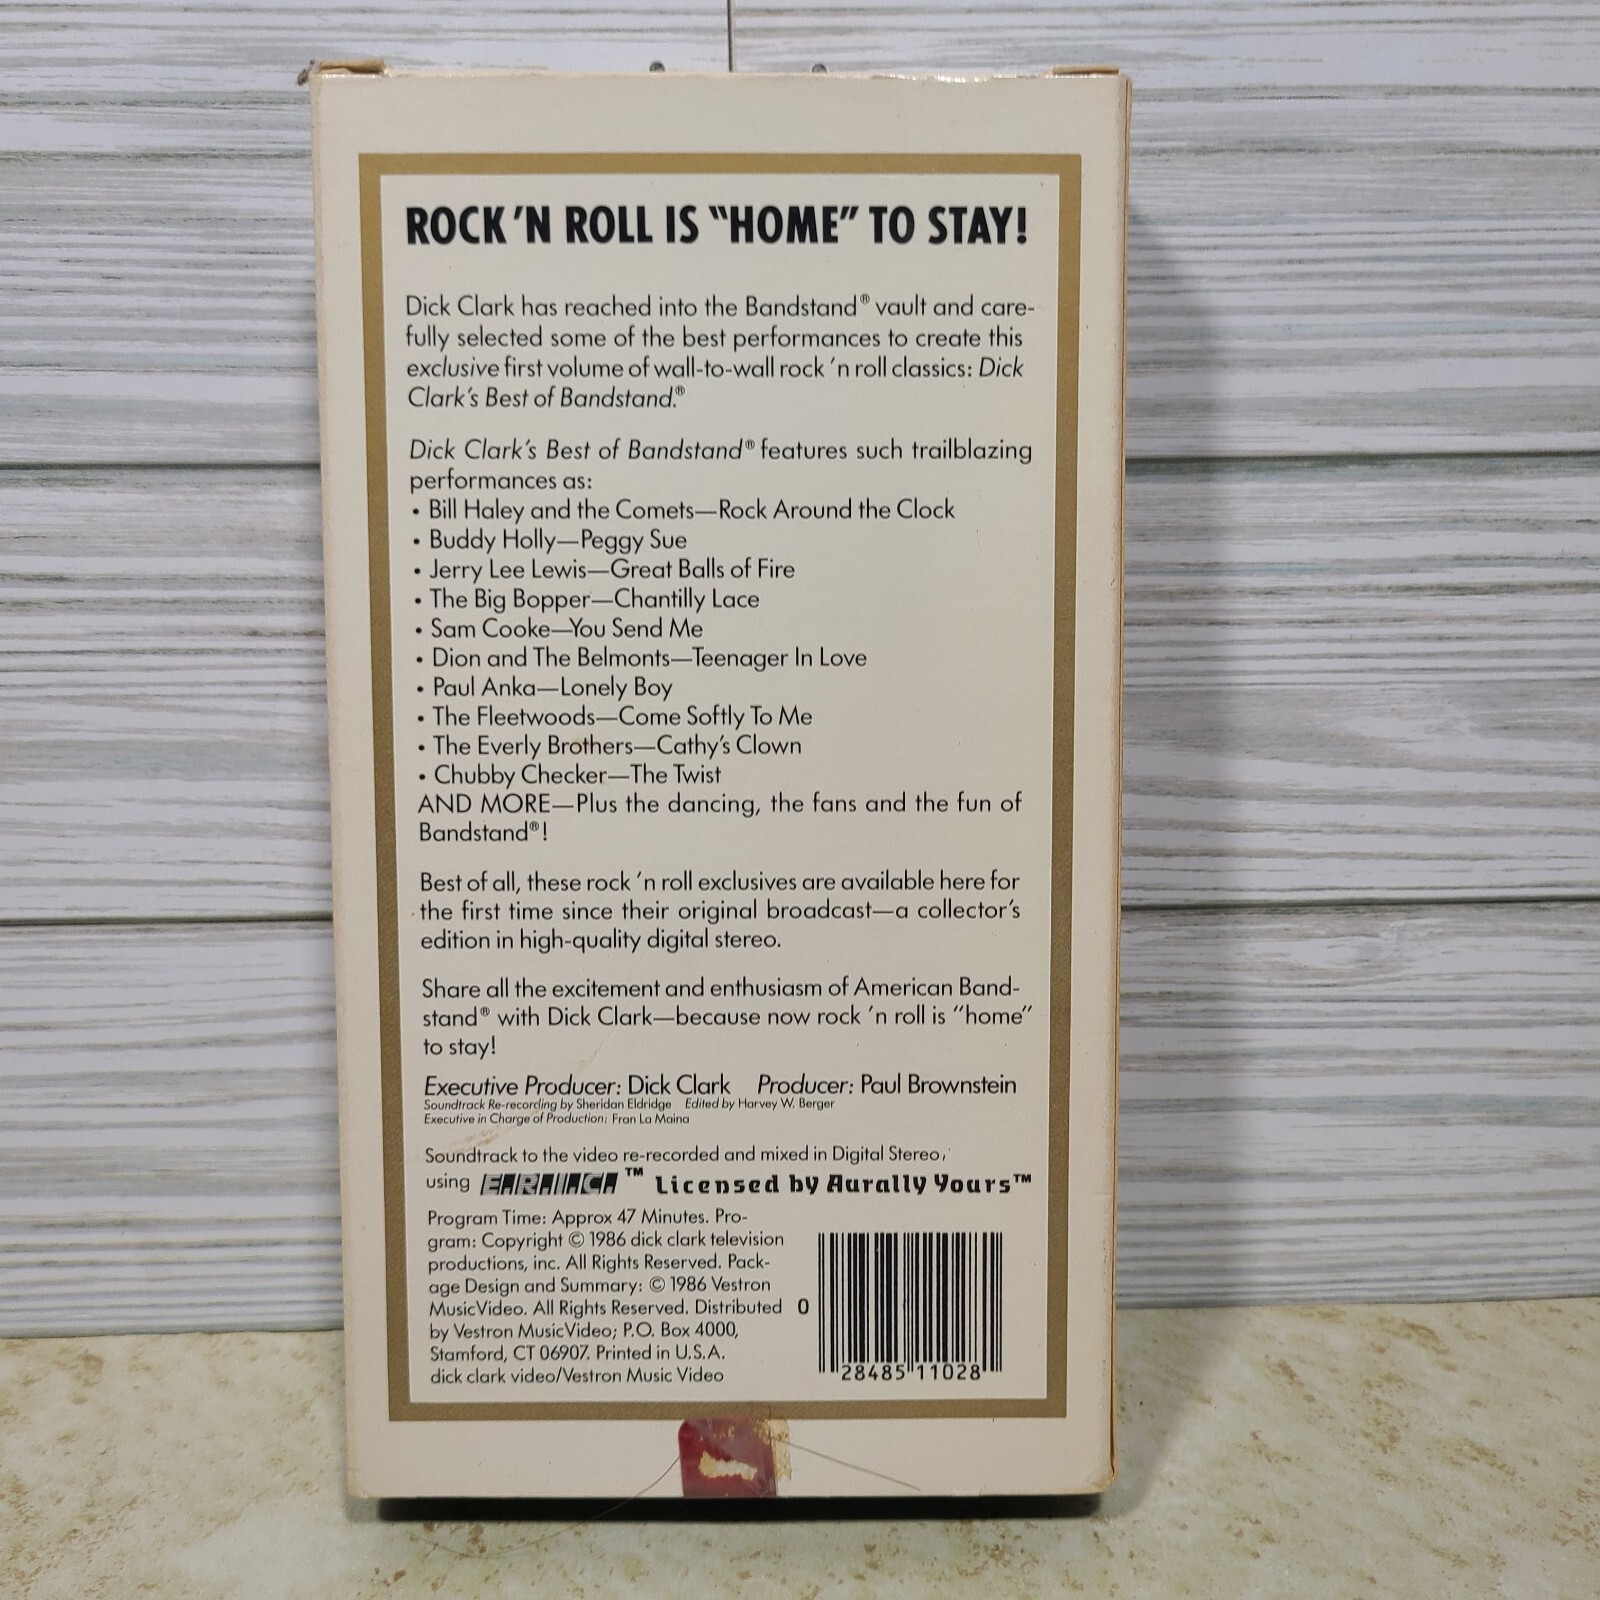 ROCK 'N ROLL IS "HOME" TO STAY!
Dick Clark has reached into the Bandstand® vault and care-
fully selected some of the best performances to create this
exclusive first volume of wall-to-wall rock 'n roll classics: Dick
Clark's Best of Bandstand.®
Dick Clark's Best of Bandstand® features such trailblazing
performances as:
• Bill Haley and the Comets—Rock Around the Clock
• Buddy Holly—Peggy Sue
• Jerry Lee Lewis—Great Balls of Fire
• The Big Bopper—Chantilly Lace
• Sam Cooke—You Send Me
• Dion and The Belmonts—Teenager In Love
• Paul Anka—Lonely Boy
• The Fleetwoods—Come Softly To Me
• The Everly Brothers—Cathy's Clown
• Chubby Checker—The Twist
AND MORE—Plus the dancing, the fans and the fun of
Bandstand®!
Best of all, these rock 'n roll exclusives are available here for
the first time since their original broadcast—a collector's
edition in high-quality digital stereo.
Share all the excitement and enthusiasm of American Band-
stand® with Dick Clark—because now rock 'n roll is "home"
to stay!
Executive Producer: Dick Clark Producer: Paul Brownstein
Soundtrack Re-recording by Sheridan Eldridge Edited by Harvey W. Berger
Executive in Charge of Production: Fran La Maina
Soundtrack to the video re-recorded and mixed in Digital Stereo,
using E.R.I.C.™ Licensed by Aurally Yours™
Program Time: Approx 47 Minutes. Pro-
gram: Copyright © 1986 dick clark television
productions, inc. All Rights Reserved. Pack-
age Design and Summary: © 1986 Vestron
MusicVideo. All Rights Reserved. Distributed
by Vestron MusicVideo; P.O. Box 4000,
Stamford, CT 06907. Printed in U.S.A.
dick clark video/Vestron Music Video
0 28485 11028